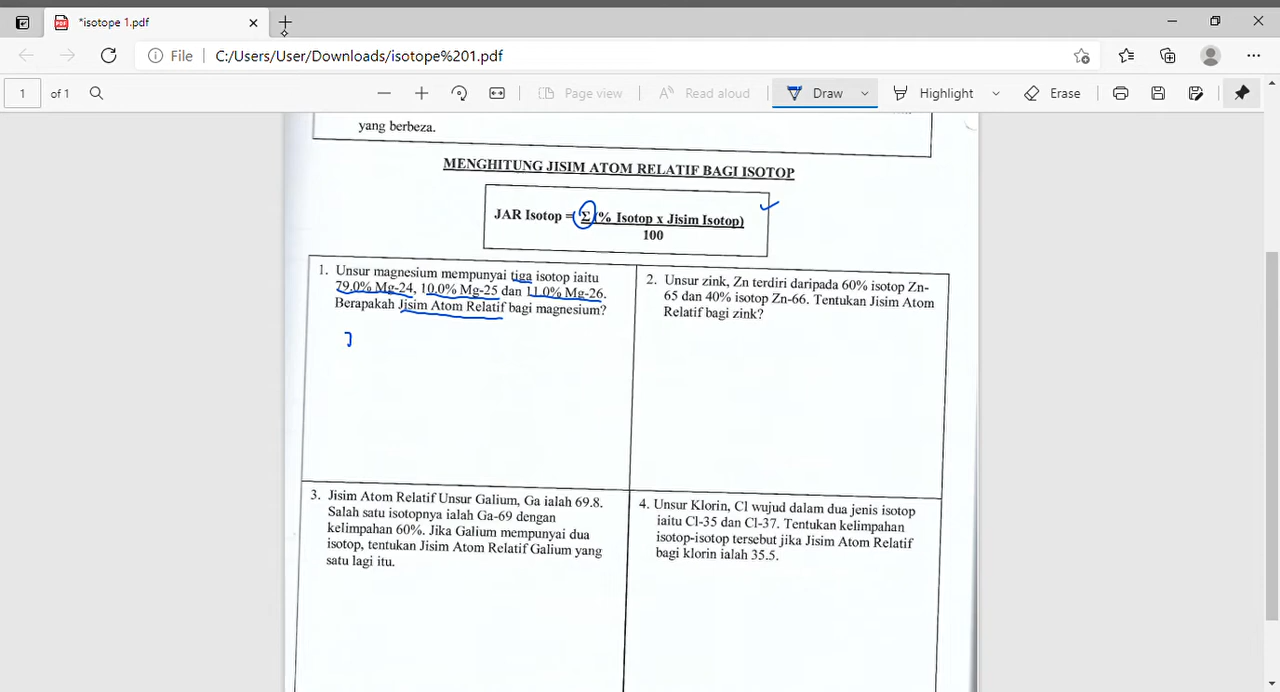 *isotope 1.pdf
File
C:/Users/User/Downloads/isotope%201.pdf
1 of 1
Page view
Read aloud
Draw
Highlight
Erase
yang berbeza.
MENGHITUNG JISIM ATOM RELATIF BAGI ISOTOP
JAR Isotop = Σ(% Isotop x Jisim Isotop)
100
1. Unsur magnesium mempunyai tiga isotop iaitu
79.0% Mg-24, 10.0% Mg-25 dan 11.0% Mg-26.
Berapakah Jisim Atom Relatif bagi magnesium?
2. Unsur zink, Zn terdiri daripada 60% isotop Zn-
65 dan 40% isotop Zn-66. Tentukan Jisim Atom
Relatif bagi zink?
3. Jisim Atom Relatif Unsur Galium, Ga ialah 69.8.
Salah satu isotopnya ialah Ga-69 dengan
kelimpahan 60%. Jika Galium mempunyai dua
isotop, tentukan Jisim Atom Relatif Galium yang
satu lagi itu.
4. Unsur Klorin, Cl wujud dalam dua jenis isotop
iaitu Cl-35 dan Cl-37. Tentukan kelimpahan
isotop-isotop tersebut jika Jisim Atom Relatif
bagi klorin ialah 35.5.